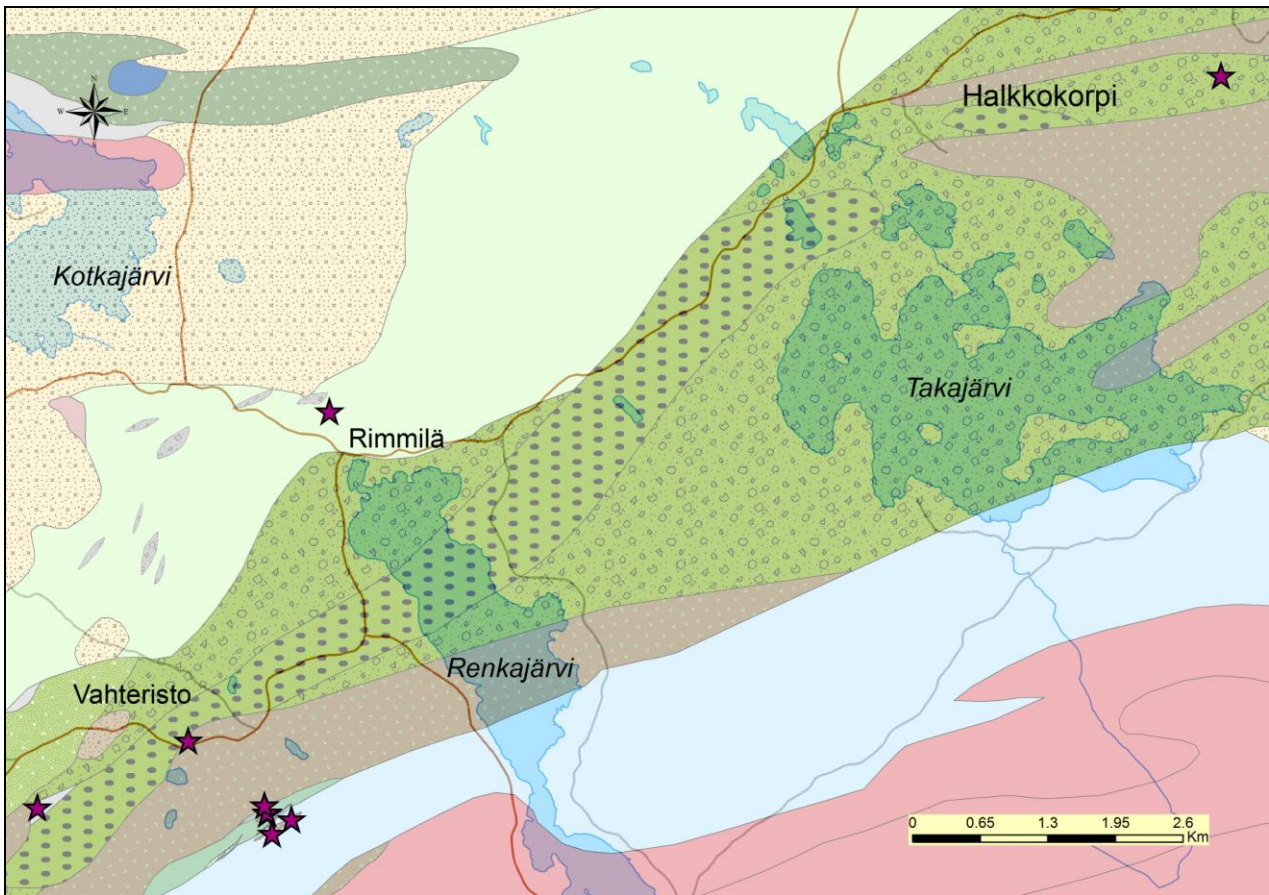 N
W E
S
Halkkokorpi
Kotkajärvi
Takajärvi
Rimmilä
Renkajärvi
Vahteristo
0 0.65 1.3 1.95 2.6
Km